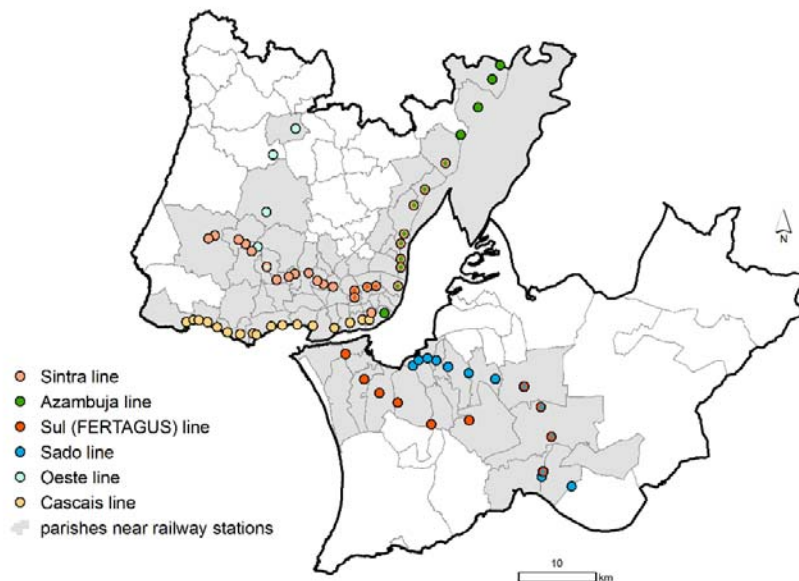 N
Sintra line
Azambuja line
Sul (FERTAGUS) line
Sado line
Oeste line
Cascais line
parishes near railway stations
10
km